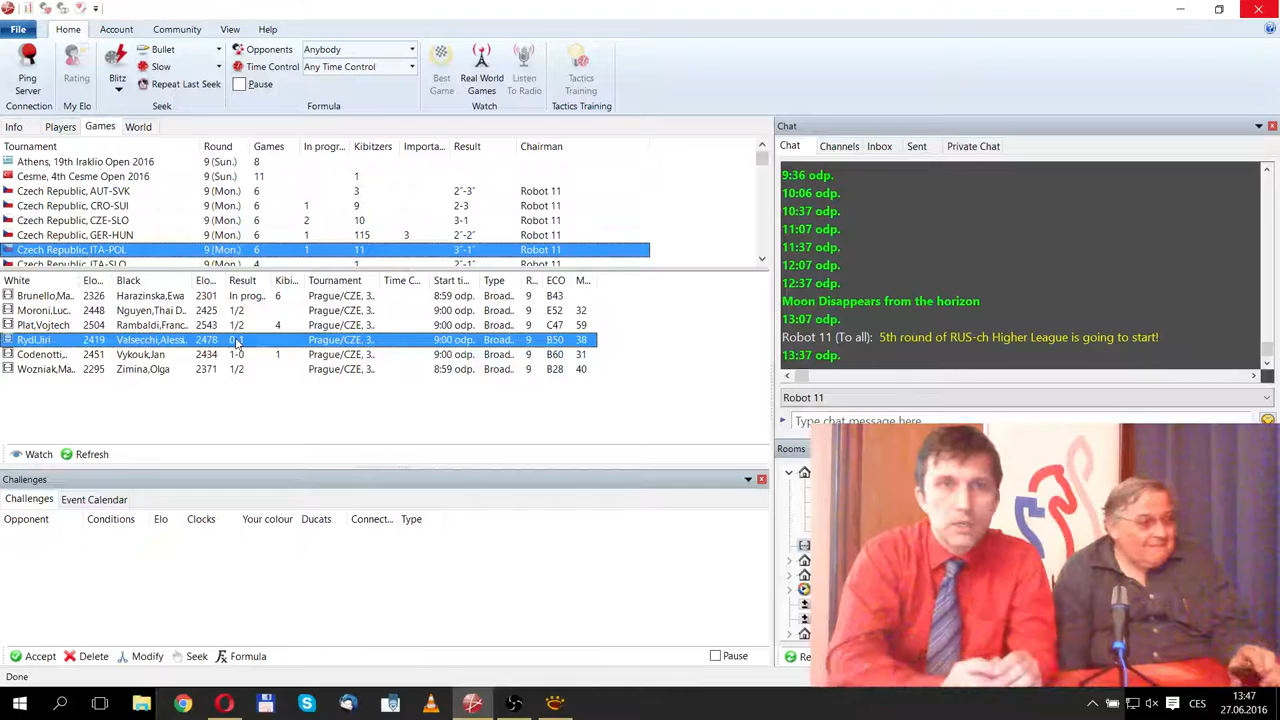 File Home Account Community View Help
Ping Server
Rating
Blitz
Bullet
Slow
Repeat Last Seek
Opponents Anybody
Time Control Any Time Control
Pause
Best Game
Real World Games
Listen To Radio
Tactics Training
Connection My Elo Seek Formula Watch Tactics Training
Info Players Games World
Tournament Round Games In progr... Kibitzers Importa... Result Chairman
Athens, 19th Iraklio Open 2016 9 (Sun.) 8
Cesme, 4th Cesme Open 2016 9 (Sun.) 11 1
Czech Republic, AUT-SVK 9 (Mon.) 6 3 2˝-3˝ Robot 11
Czech Republic, CRO-SUI 9 (Mon.) 6 1 9 2-3 Robot 11
Czech Republic, CZE-SLO 9 (Mon.) 6 2 10 3-1 Robot 11
Czech Republic, GER-HUN 9 (Mon.) 6 1 115 3 2˝-2˝ Robot 11
Czech Republic, ITA-POL 9 (Mon.) 6 1 11 3˝-1˝ Robot 11
Czech Republic, ITA-SLO 9 (Mon.) 4 1 2˝-1˝ Robot 11
White Elo... Black Elo... Result Kibi... Tournament Time C... Start ti... Type R... ECO M...
Brunello,Ma.. 2326 Harazinska,Ewa 2301 In prog.. 6 Prague/CZE, 3.. 8:59 odp. Broad.. 9 B43
Moroni,Luc.. 2448 Nguyen,Thai D.. 2425 1/2 Prague/CZE, 3.. 9:00 odp. Broad.. 9 E52 32
Plat,Vojtech 2504 Rambaldi,Franc.. 2543 1/2 4 Prague/CZE, 3.. 9:00 odp. Broad.. 9 C47 59
Rydl,Jiri 2419 Valsecchi,Alessi.. 2478 0-1 Prague/CZE, 3.. 9:00 odp. Broad.. 9 B50 38
Codenotti,.. 2451 Vykouk,Jan 2434 1-0 Prague/CZE, 3.. 9:00 odp. Broad.. 9 B60 31
Wozniak,Ma.. 2295 Zimina,Olga 2371 1/2 Prague/CZE, 3.. 8:59 odp. Broad.. 9 B28 40
Watch Refresh
Challenges
Challenges Event Calendar
Opponent Conditions Elo Clocks Your colour Ducats Connect... Type
Accept Delete Modify Seek Formula Pause
Done
Chat
Chat Channels Inbox Sent Private Chat
9:36 odp.
10:06 odp.
10:37 odp.
11:07 odp.
11:37 odp.
12:07 odp.
12:37 odp.
Moon Disappears from the horizon
13:07 odp.
Robot 11 (To all): 5th round of RUS-ch Higher League is going to start!
13:37 odp.
Robot 11
Type chat message here
Rooms
Re
CES
13:47
27.06.2016